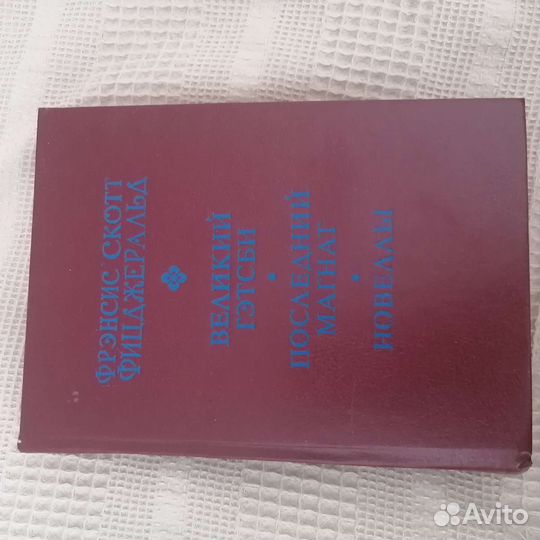 ФРЭНСИС СКОТТ
ФИЦДЖЕРАЛЬД
ВЕЛИКИЙ
ГЭТСБИ
ПОСЛЕДНИЙ
МАГНАТ
НОВЕЛЛЫ
Avito